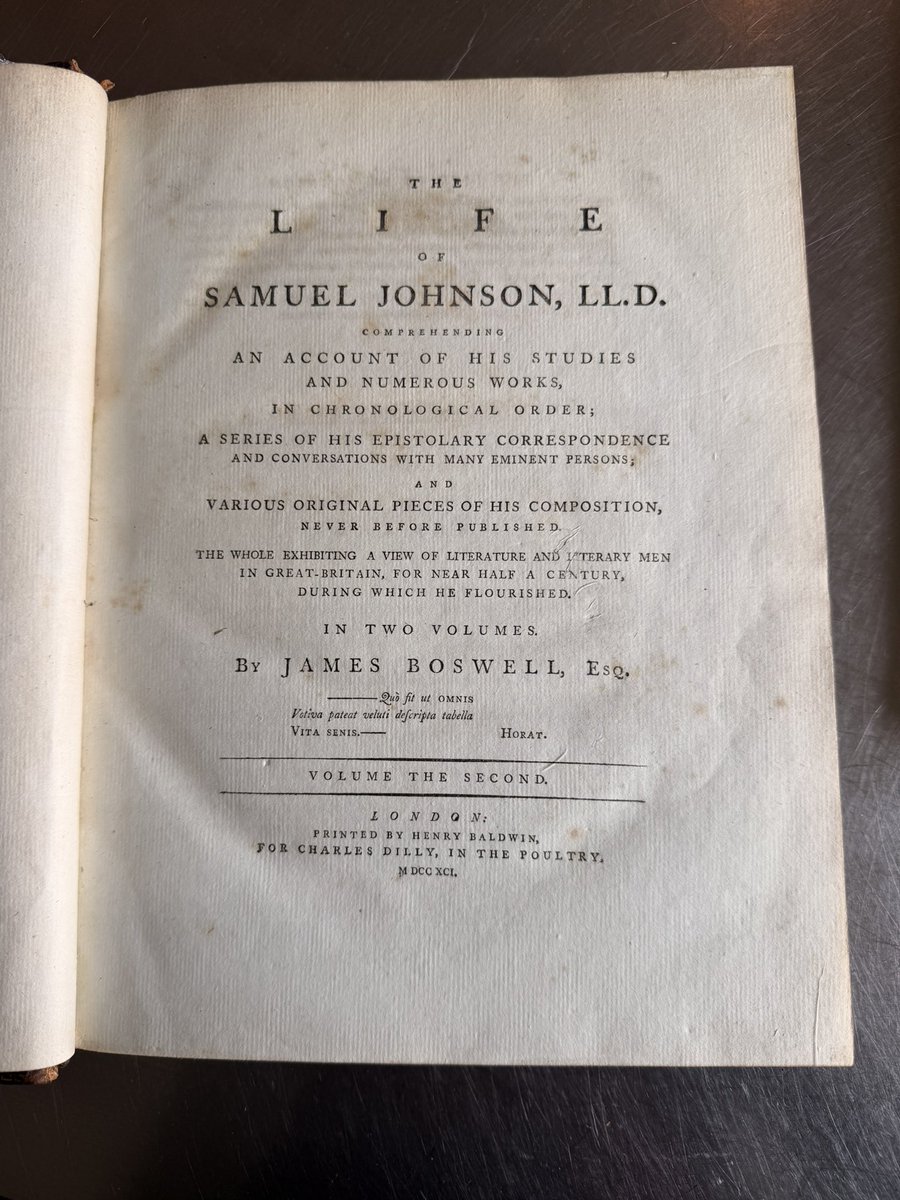 THE
LIFE
OF
SAMUEL JOHNSON, LL.D.
COMPREHENDING
AN ACCOUNT OF HIS STUDIES
AND NUMEROUS WORKS,
IN CHRONOLOGICAL ORDER;
A SERIES OF HIS EPISTOLARY CORRESPONDENCE
AND CONVERSATIONS WITH MANY EMINENT PERSONS;
AND
VARIOUS ORIGINAL PIECES OF HIS COMPOSITION,
NEVER BEFORE PUBLISHED.
THE WHOLE EXHIBITING A VIEW OF LITERATURE AND LITERARY MEN
IN GREAT-BRITAIN, FOR NEAR HALF A CENTURY,
DURING WHICH HE FLOURISHED.
IN TWO VOLUMES.
BY JAMES BOSWELL, ESQ.
——Quò fit ut OMNIS
Votiva pateat veluti deſcripta tabella
VITA SENIS.—— HORAT.
VOLUME THE SECOND.
LONDON:
PRINTED BY HENRY BALDWIN,
FOR CHARLES DILLY, IN THE POULTRY.
M DCC XCI.